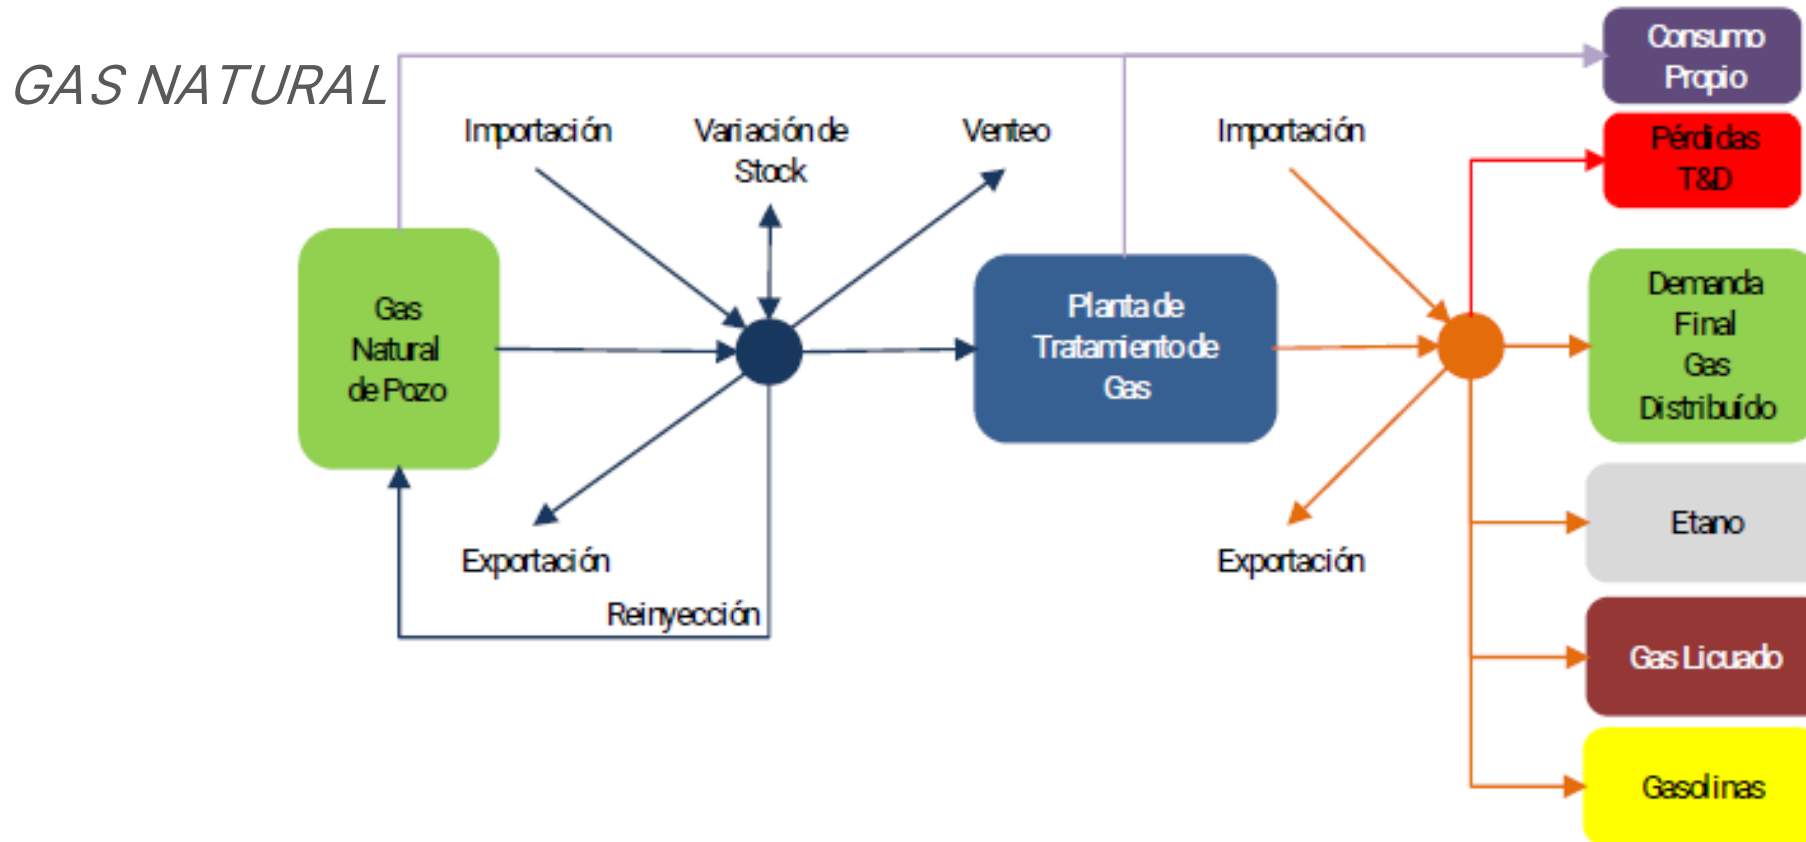 GAS NATURAL
Consumo
Propio
Importación
Variación de
Stock
Venteo
Importación
Pérdidas
T&D
Gas
Natural
de Pozo
Planta de
Tratamiento de
Gas
Demanda
Final
Gas
Distribuído
Etano
Exportación
Exportación
Reinyección
Gas Licuado
Gasolinas